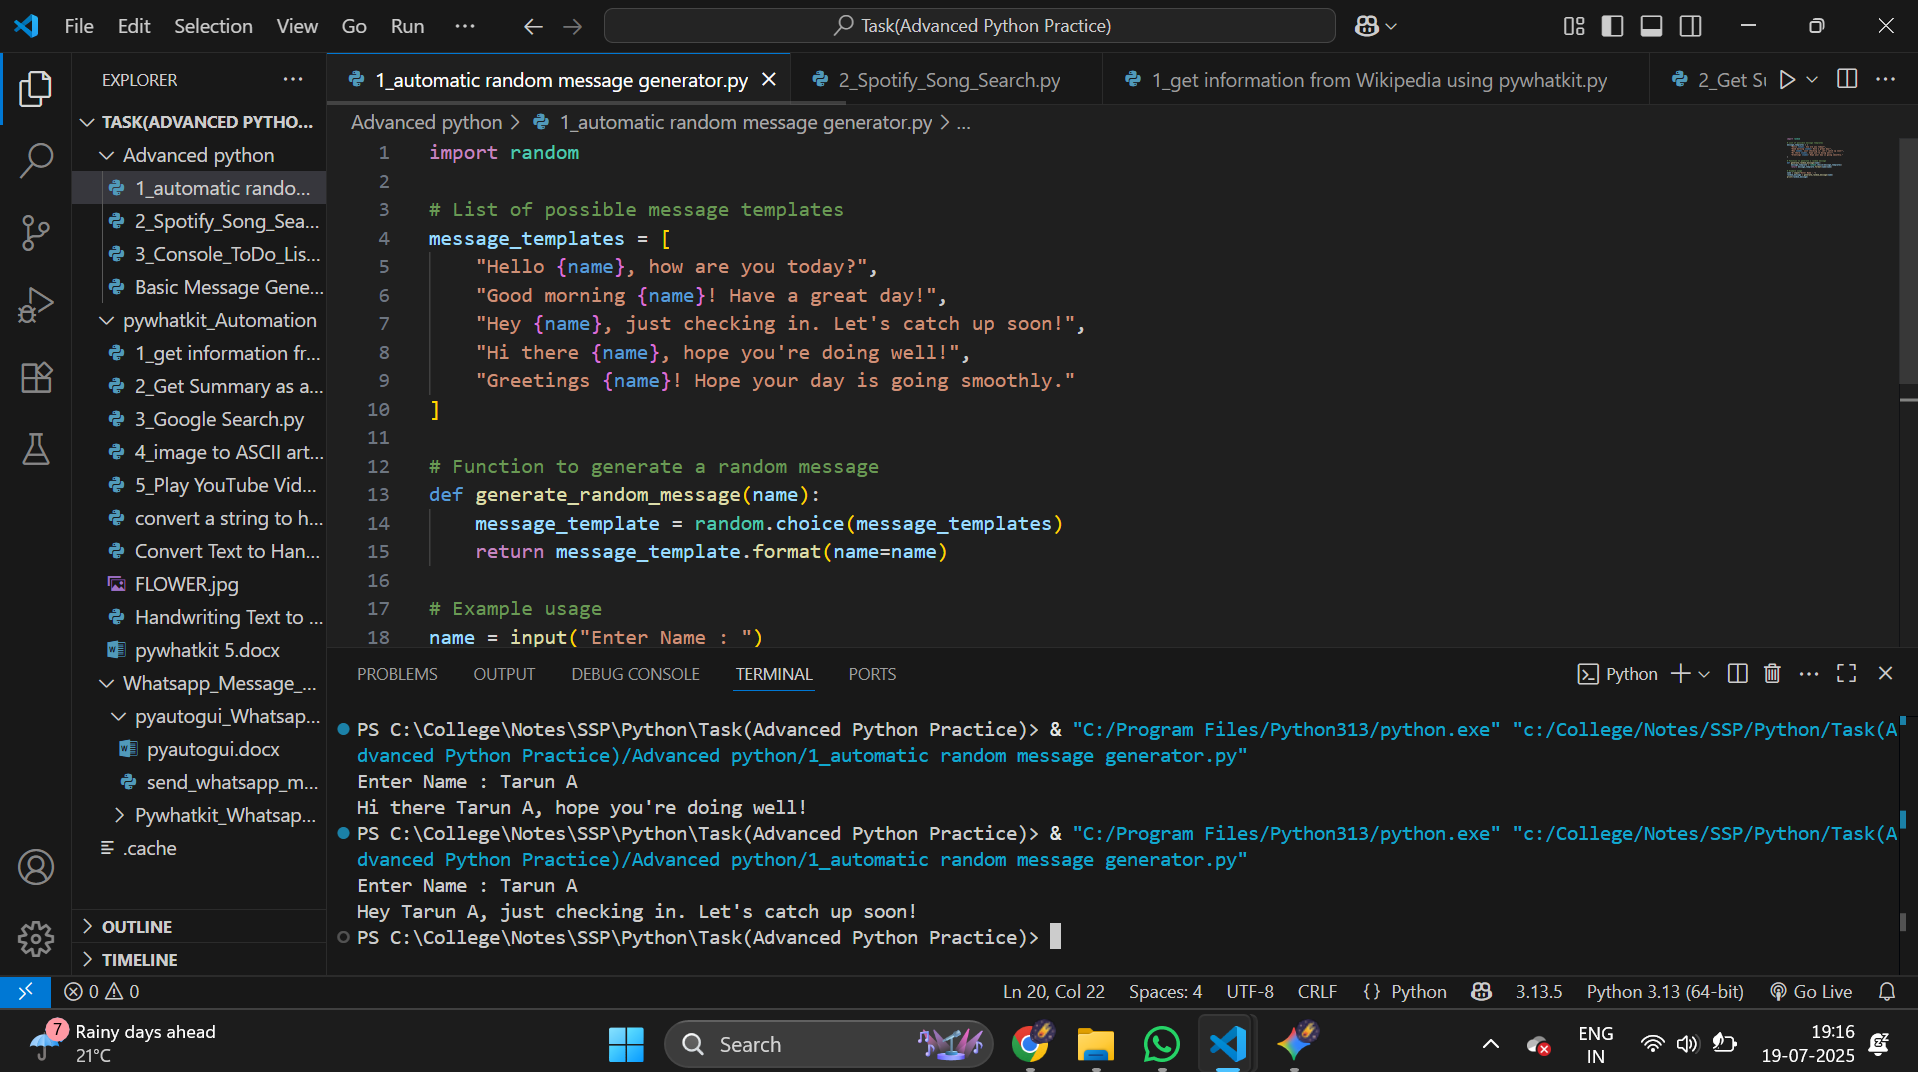 File Edit Selection View Go Run ...
Task(Advanced Python Practice)
EXPLORER
TASK(ADVANCED PYTHO...
Advanced python
1_automatic rando...
2_Spotify_Song_Sea...
3_Console_ToDo_Lis...
Basic Message Gene...
pywhatkit_Automation
1_get information fr...
2_Get Summary as a...
3_Google Search.py
4_image to ASCII art...
5_Play YouTube Vid...
convert a string to h...
Convert Text to Han...
FLOWER.jpg
Handwriting Text to ...
pywhatkit 5.docx
Whatsapp_Message_...
pyautogui_Whatsap...
pyautogui.docx
send_whatsapp_m...
Pywhatkit_Whatsap...
.cache
OUTLINE
TIMELINE
1_automatic random message generator.py 2_Spotify_Song_Search.py 1_get information from Wikipedia using pywhatkit.py 2_Get Su
Advanced python > 1_automatic random message generator.py > ...
1 import random
2
3 # List of possible message templates
4 message_templates = [
5 "Hello {name}, how are you today?",
6 "Good morning {name}! Have a great day!",
7 "Hey {name}, just checking in. Let's catch up soon!",
8 "Hi there {name}, hope you're doing well!",
9 "Greetings {name}! Hope your day is going smoothly."
10 ]
11
12 # Function to generate a random message
13 def generate_random_message(name):
14 message_template = random.choice(message_templates)
15 return message_template.format(name=name)
16
17 # Example usage
18 name = input("Enter Name : ")
PROBLEMS OUTPUT DEBUG CONSOLE TERMINAL PORTS
Python
PS C:\College\Notes\SSP\Python\Task(Advanced Python Practice)> & "C:/Program Files/Python313/python.exe" "c:/College/Notes/SSP/Python/Task(A
dvanced Python Practice)/Advanced python/1_automatic random message generator.py"
Enter Name : Tarun A
Hi there Tarun A, hope you're doing well!
PS C:\College\Notes\SSP\Python\Task(Advanced Python Practice)> & "C:/Program Files/Python313/python.exe" "c:/College/Notes/SSP/Python/Task(A
dvanced Python Practice)/Advanced python/1_automatic random message generator.py"
Enter Name : Tarun A
Hey Tarun A, just checking in. Let's catch up soon!
PS C:\College\Notes\SSP\Python\Task(Advanced Python Practice)>
0 0 Ln 20, Col 22 Spaces: 4 UTF-8 CRLF {} Python 3.13.5 Python 3.13 (64-bit) Go Live
7 Rainy days ahead
21°C
Search
ENG
IN
19:16
19-07-2025